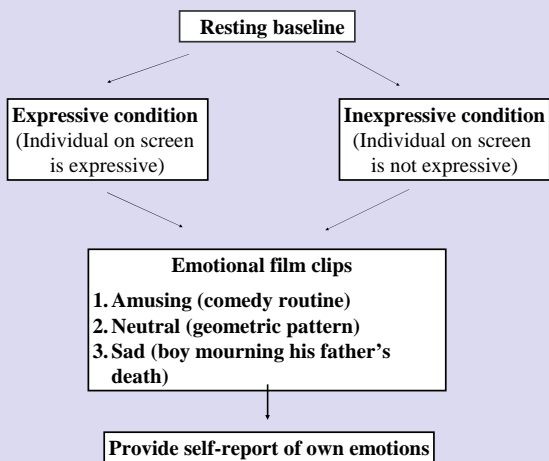 Resting baseline
Expressive condition
(Individual on screen
is expressive)
Inexpressive condition
(Individual on screen
is not expressive)
Emotional film clips
1. Amusing (comedy routine)
2. Neutral (geometric pattern)
3. Sad (boy mourning his father's
death)
Provide self-report of own emotions